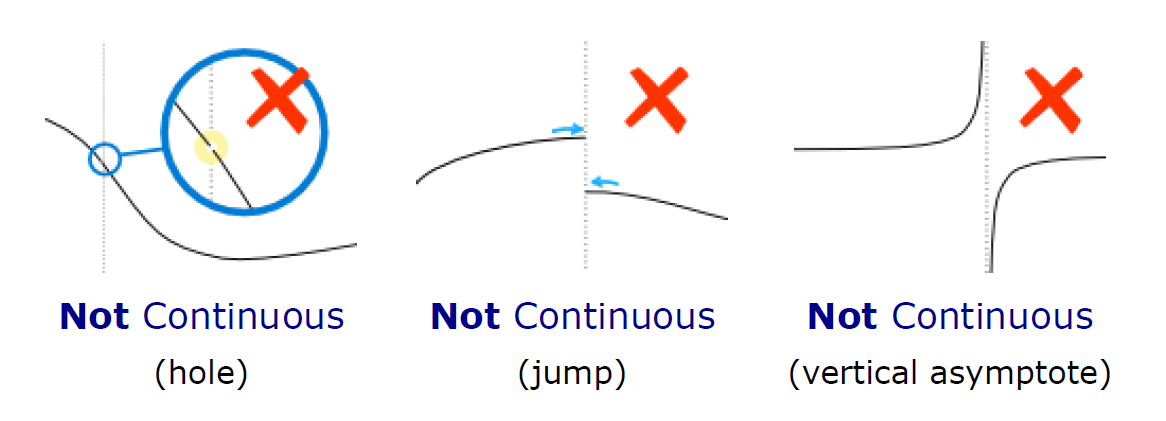 Not Continuous
(hole)
Not Continuous
(jump)
Not Continuous
(vertical asymptote)